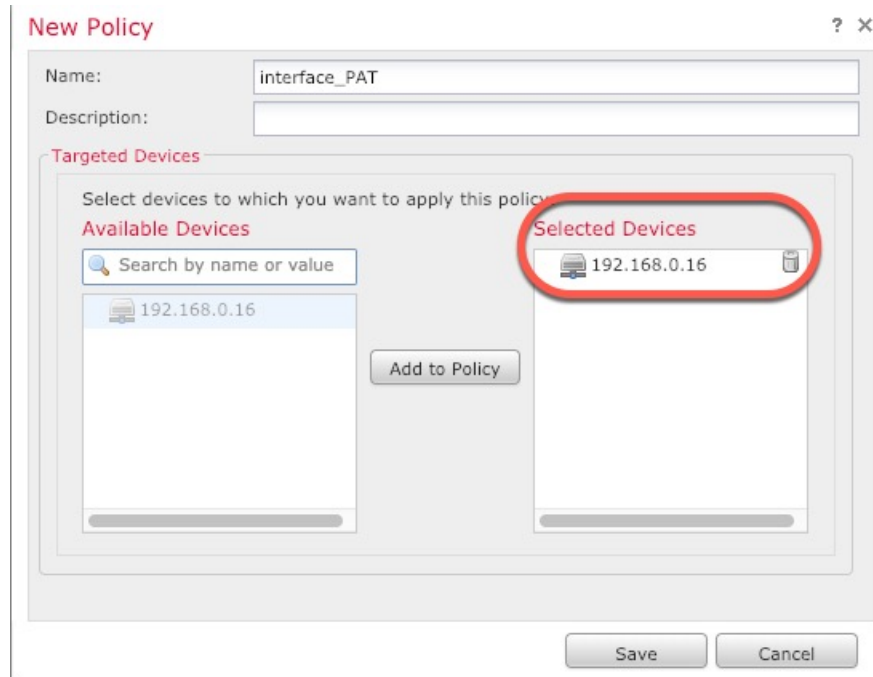 New Policy
?
Name:
interface_PAT
Description:
Targeted Devices
Select devices to which you want to apply this policy
Available Devices
Search by name or value
192.168.0.16
Add to Policy
Selected Devices
192.168.0.16
Save
Cancel